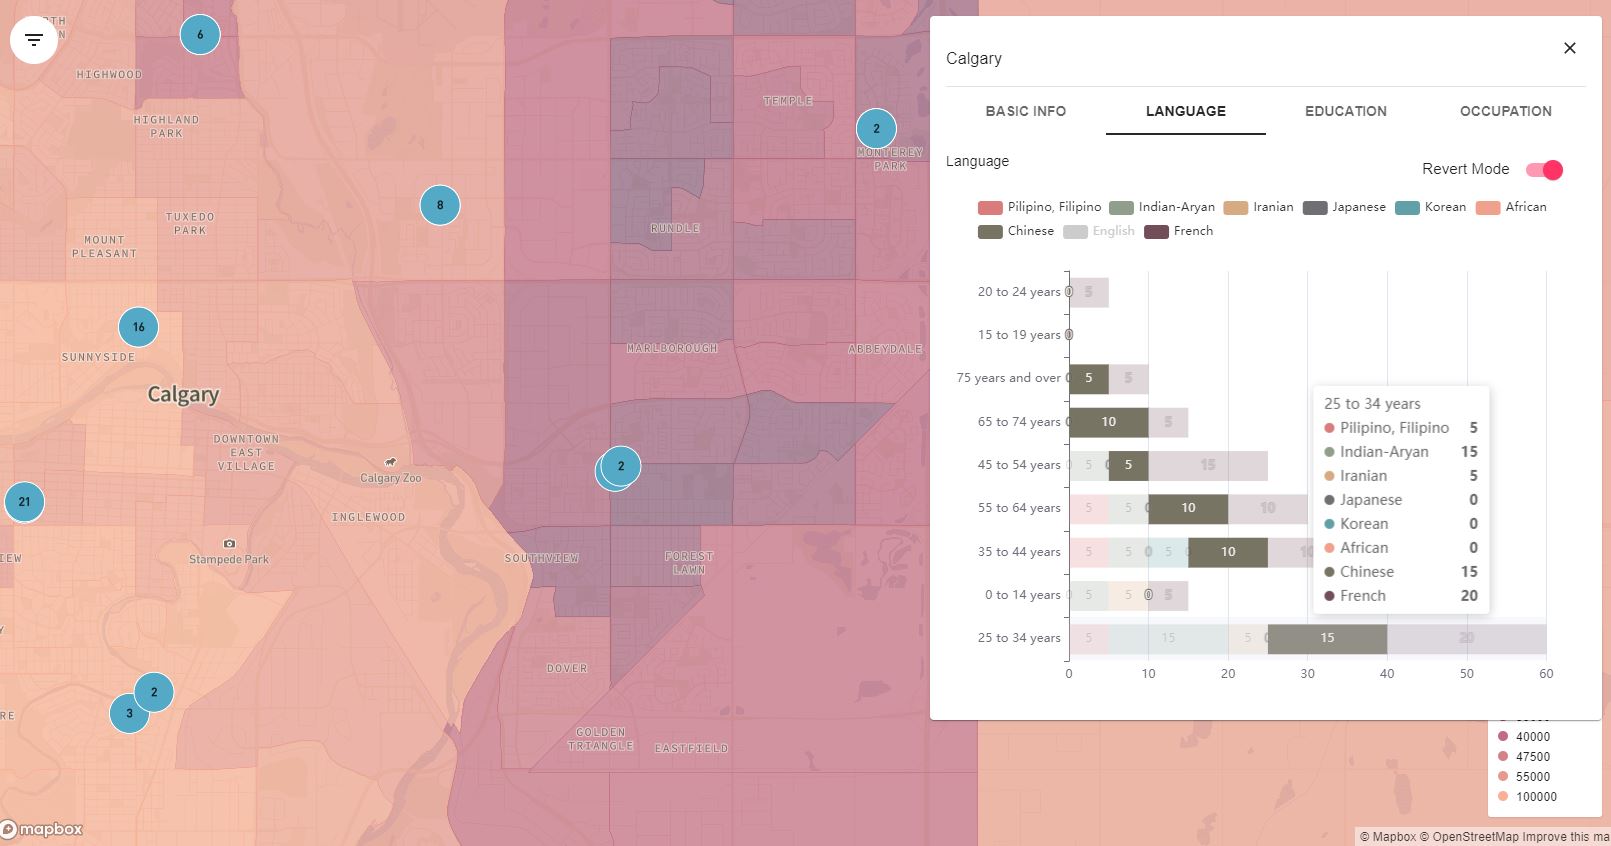 6
HIGHWOOD
HIGHLAND
PARK
TEMPLE
2
MONTEREY
PARK
8
TUXEDO
PARK
MOUNT
PLEASANT
RUNDLE
16
SUNNYSIDE
MARLBOROUGH
ABBEYDALE
Calgary
DOWNTOWN
EAST
VILLAGE
Calgary Zoo
2
21
INGLEWOOD
Stampede Park
SOUTHVIEW
FOREST
LAWN
DOVER
2
3
GOLDEN
TRIANGLE
EASTFIELD
mapbox
Calgary
BASIC INFO LANGUAGE EDUCATION OCCUPATION
Language
Revert Mode
Pilipino, Filipino Indian-Aryan Iranian Japanese Korean African
Chinese English French
20 to 24 years 0 5
15 to 19 years 0
75 years and over 5 5
65 to 74 years 10 5
45 to 54 years 0 5 0 5 15
55 to 64 years 5 5 0 10 10
35 to 44 years 5 5 0 5 0 10 10
0 to 14 years 5 5 0 5
25 to 34 years 5 15 5 0 15 20
0 10 20 30 40 50 60
25 to 34 years
Pilipino, Filipino 5
Indian-Aryan 15
Iranian 5
Japanese 0
Korean 0
African 0
Chinese 15
French 20
40000
47500
55000
100000
© Mapbox © OpenStreetMap Improve this ma